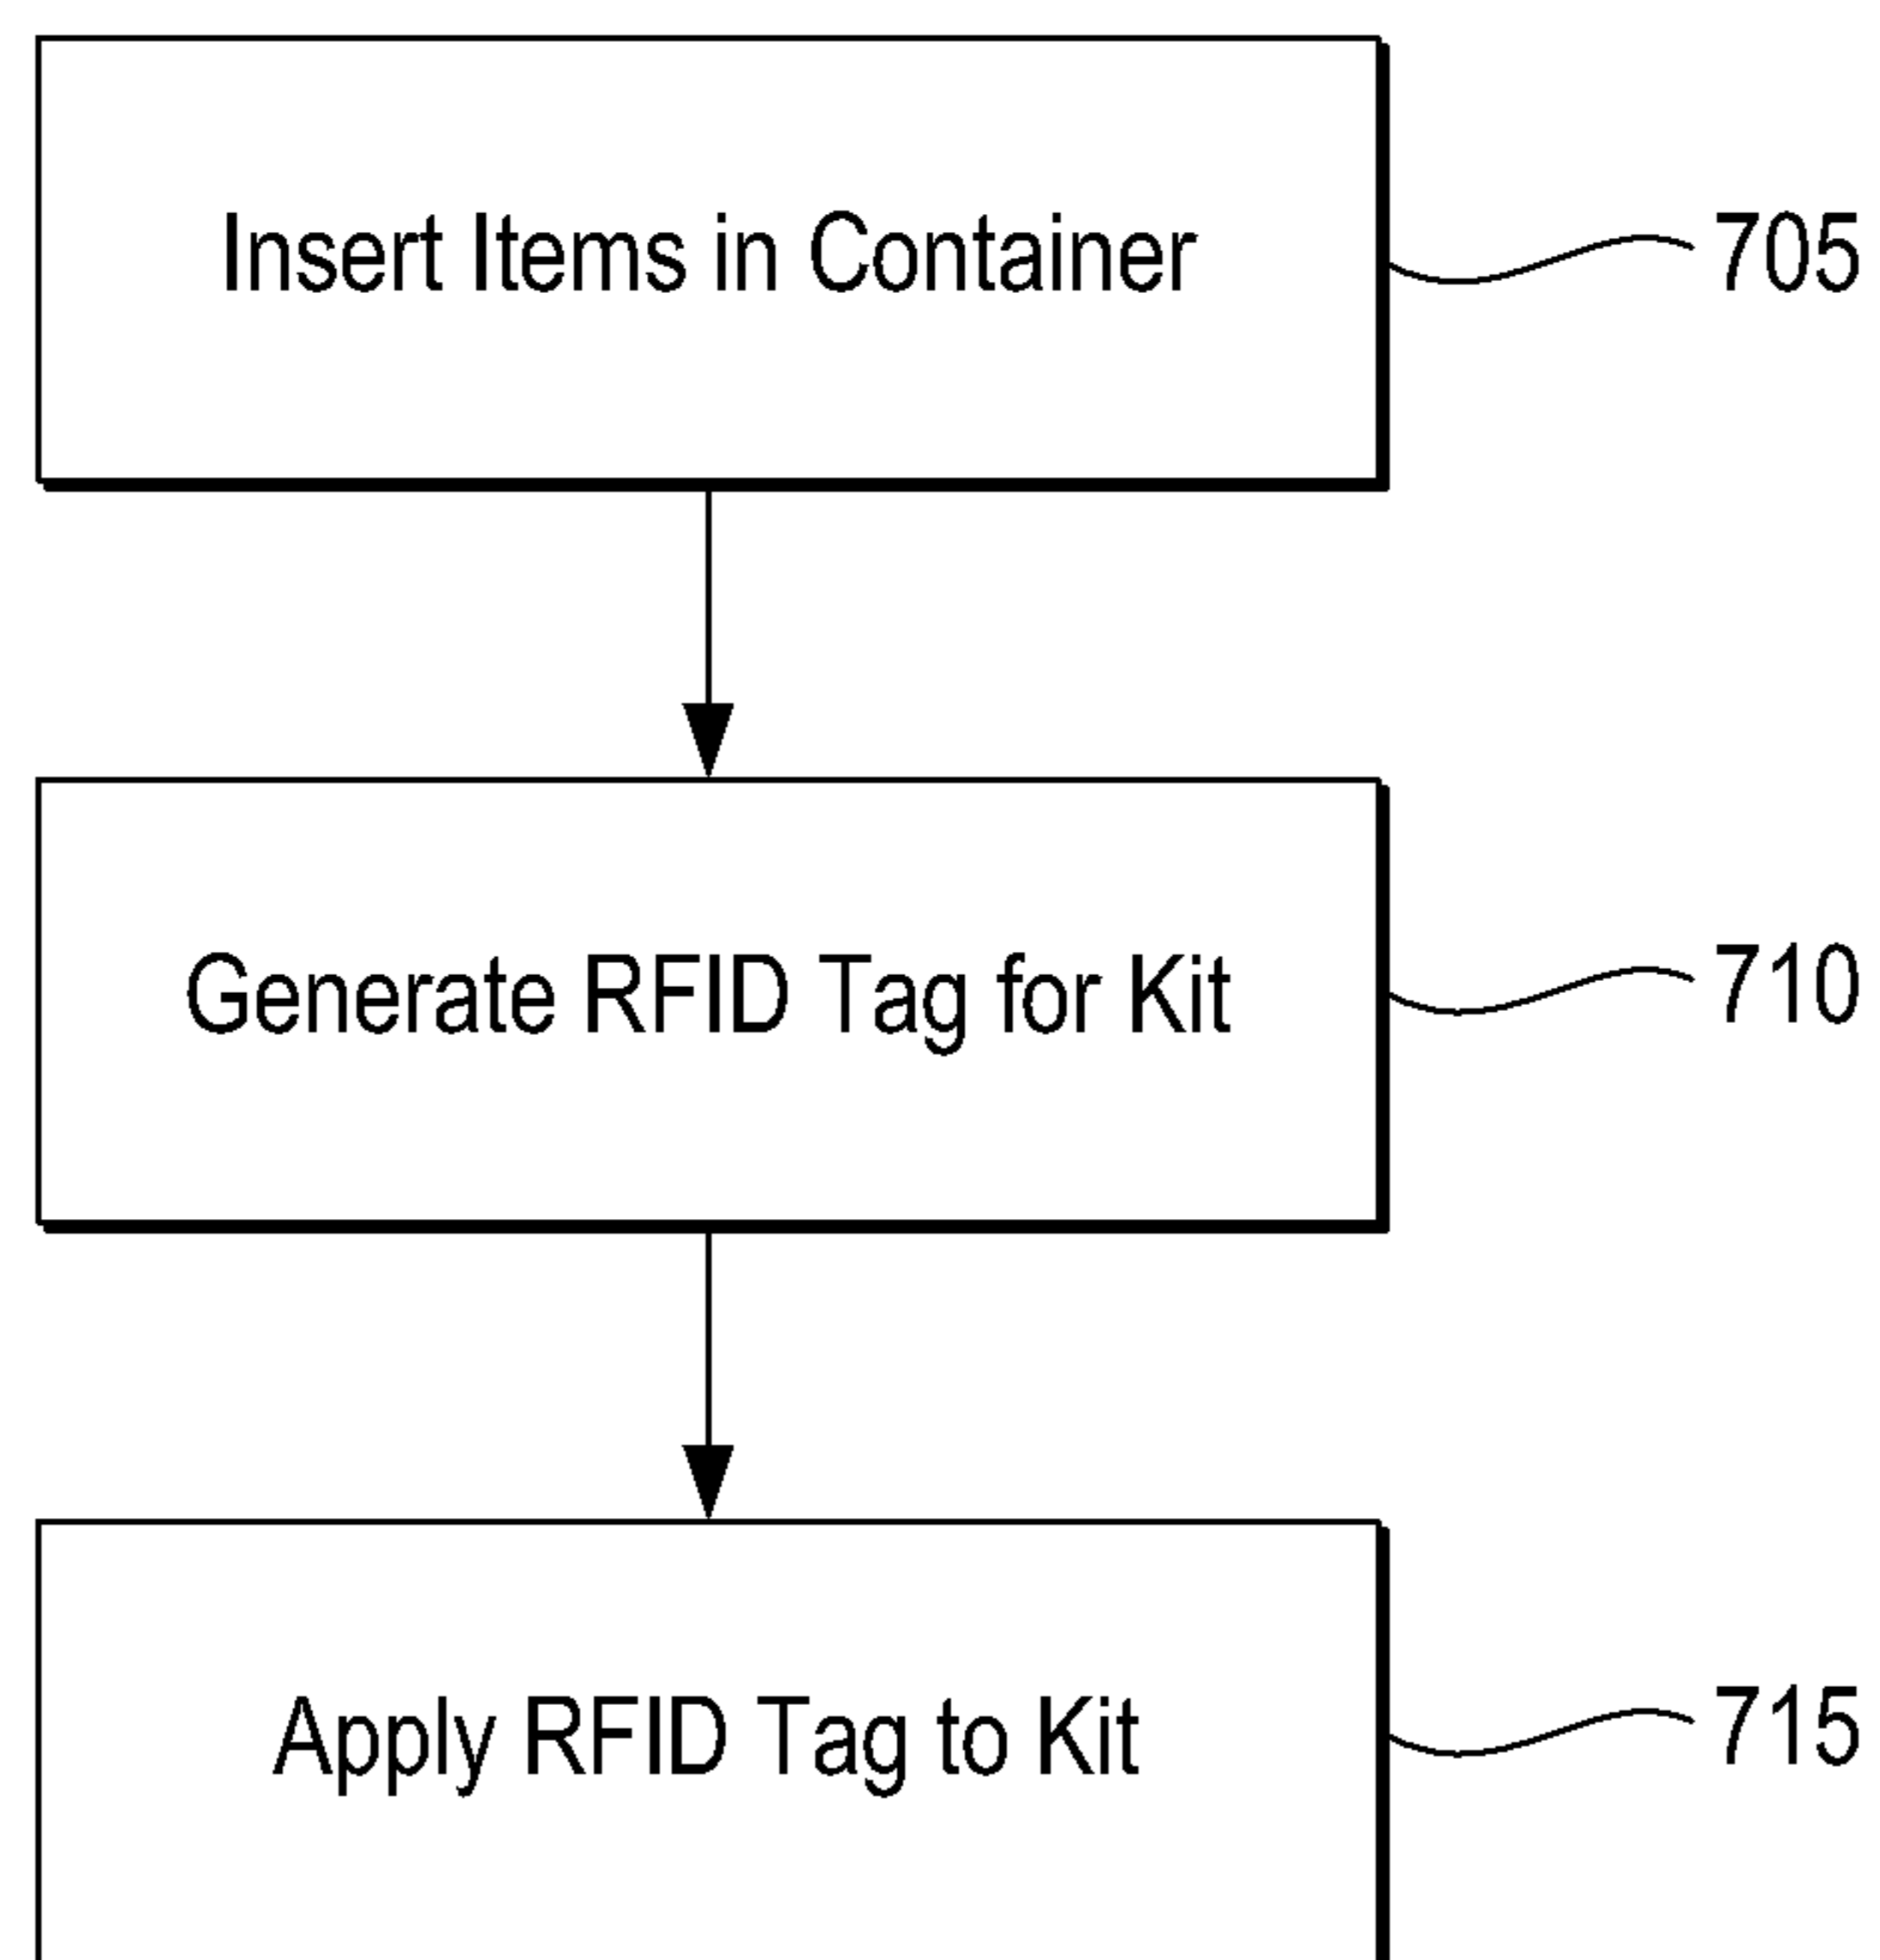 Insert Items in Container
705
Generate RFID Tag for Kit
710
Apply RFID Tag to Kit
715